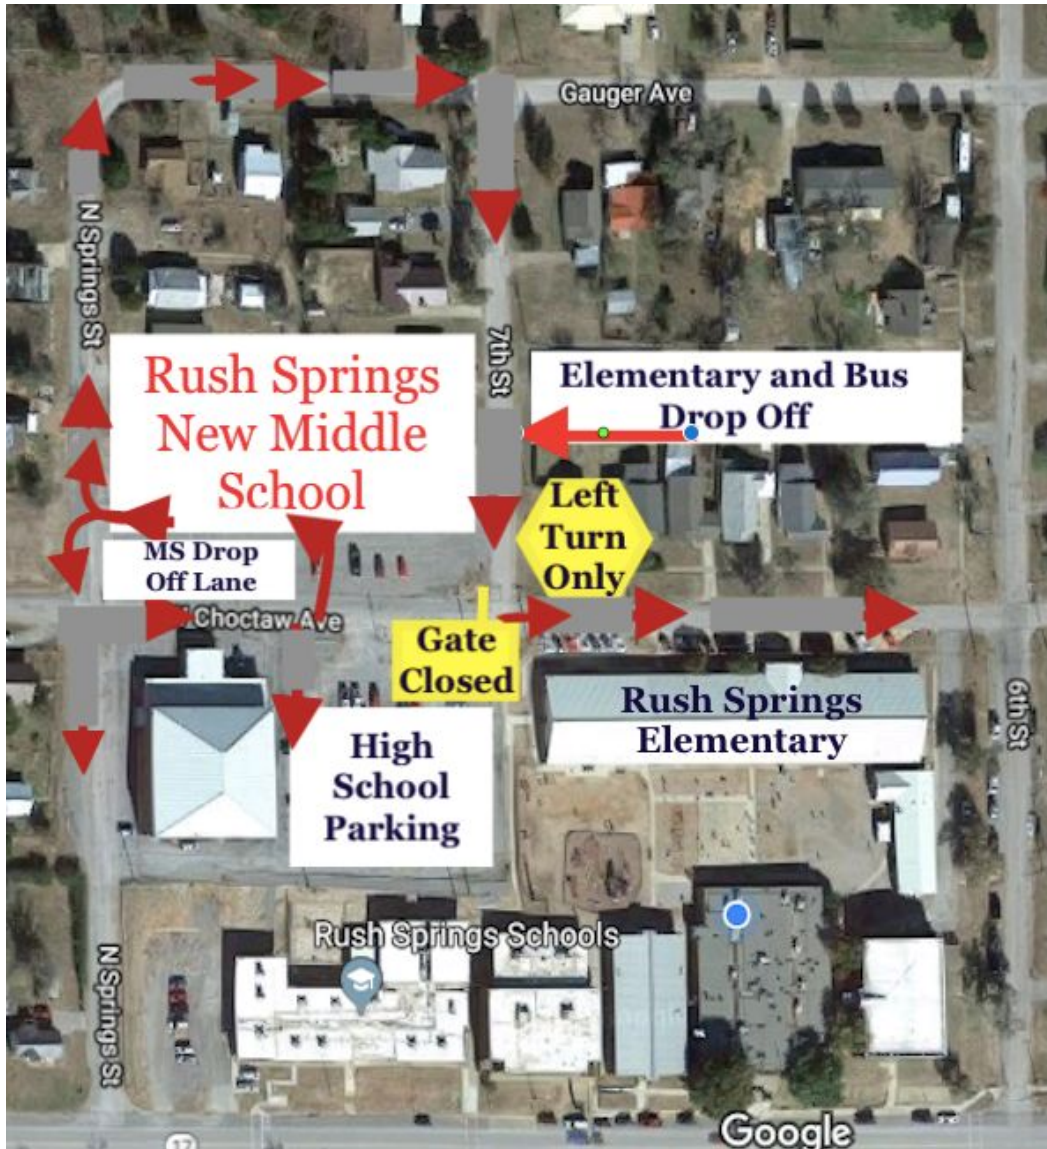 Gauger Ave
N Springs St
7th St
Rush Springs
New Middle
School
Elementary and Bus
Drop Off
Left
Turn
Only
MS Drop
Off Lane
Choctaw Ave
Gate
Closed
Rush Springs
Elementary
6th St
High
School
Parking
Rush Springs Schools
N Springs St
Google
17